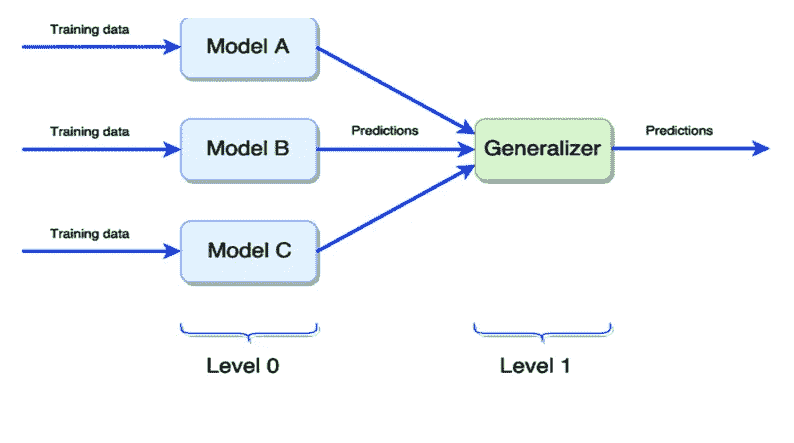 Training data
Model A
Training data
Model B
Predictions
Generalizer
Predictions
Training data
Model C
Level 0
Level 1